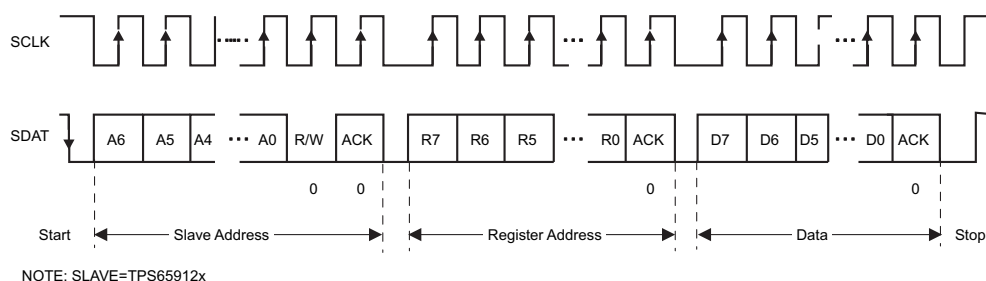 SCLK
SDAT
A6 A5 A4 ... A0 R/W ACK R7 R6 R5 ... R0 ACK D7 D6 D5 ... D0 ACK
0 0 0 0
Start Slave Address Register Address Data Stop
NOTE: SLAVE=TPS65912x